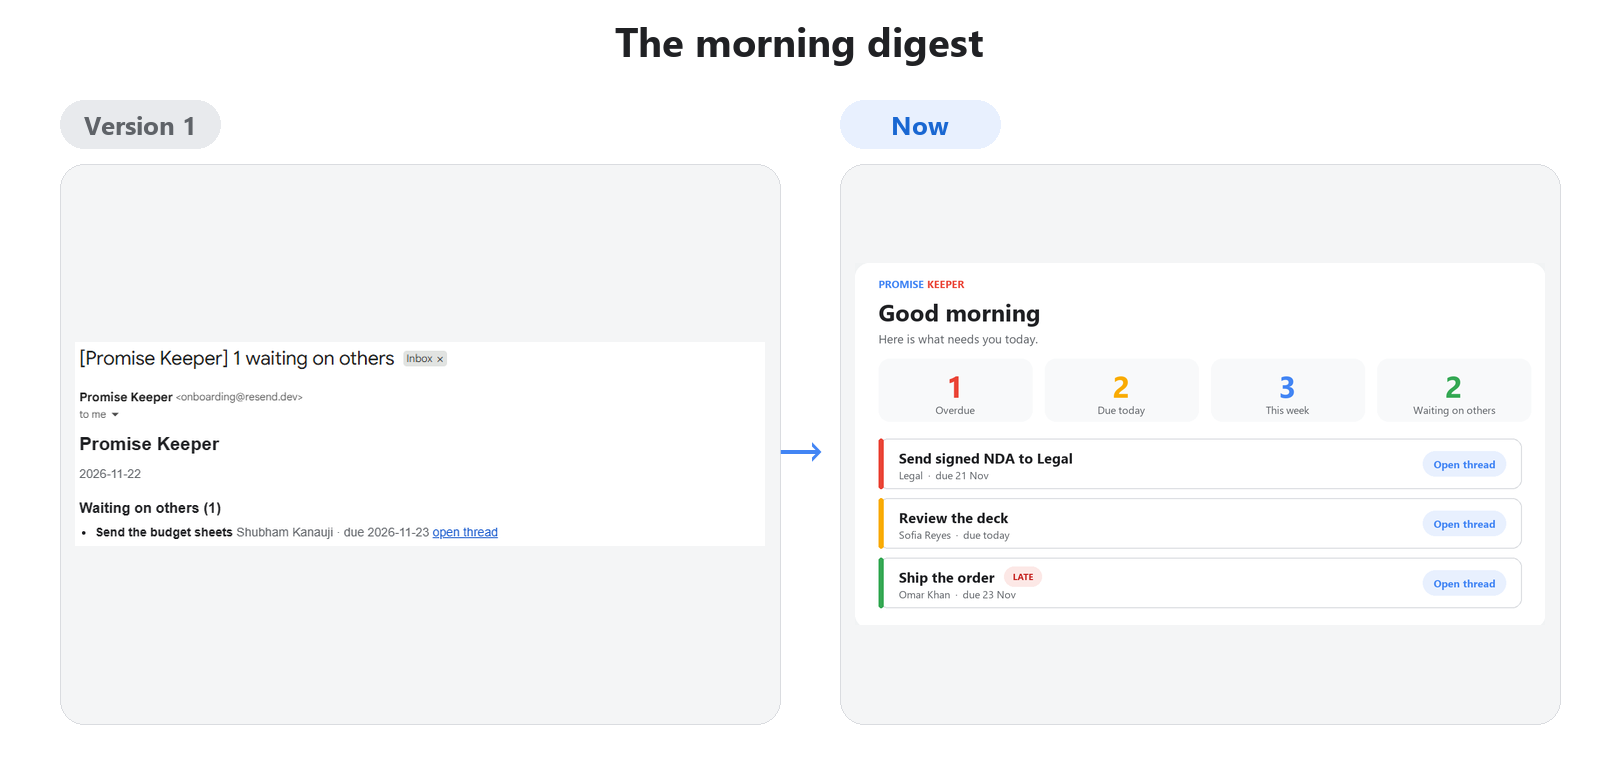 The morning digest
Version 1
[Promise Keeper] 1 waiting on others Inbox ×
Promise Keeper <onboarding@resend.dev>
to me
Promise Keeper
2026-11-22
Waiting on others (1)
• Send the budget sheets Shubham Kanauji · due 2026-11-23 open thread
Now
PROMISE KEEPER
Good morning
Here is what needs you today.
1 2 3 2
Overdue Due today This week Waiting on others
Send signed NDA to Legal
Legal · due 21 Nov
Open thread
Review the deck
Sofia Reyes · due today
Open thread
Ship the order LATE
Omar Khan · due 23 Nov
Open thread